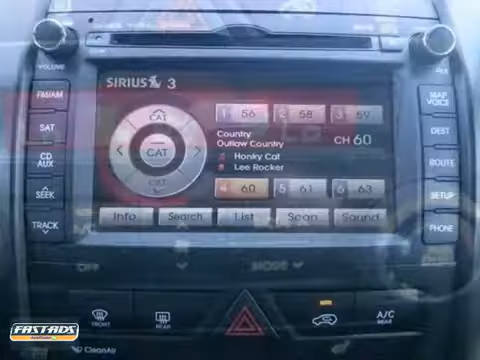 VOLUME
FM/AM
SAT
CD
AUX
SEEK
TRACK
SIRIUS 3
CAT
CAT
CAT
1 56
2 58
3 59
Country
Outlaw Country
CH 60
Honky Cat
Lee Rocker
4 60
5 61
6 63
Info
Search
List
Scan
Sound
MAP
VOICE
DEST
ROUTE
SETUP
PHONE
OFF
MODE
FRONT
REAR
A/C
REAR
CleanAir
FASTADS